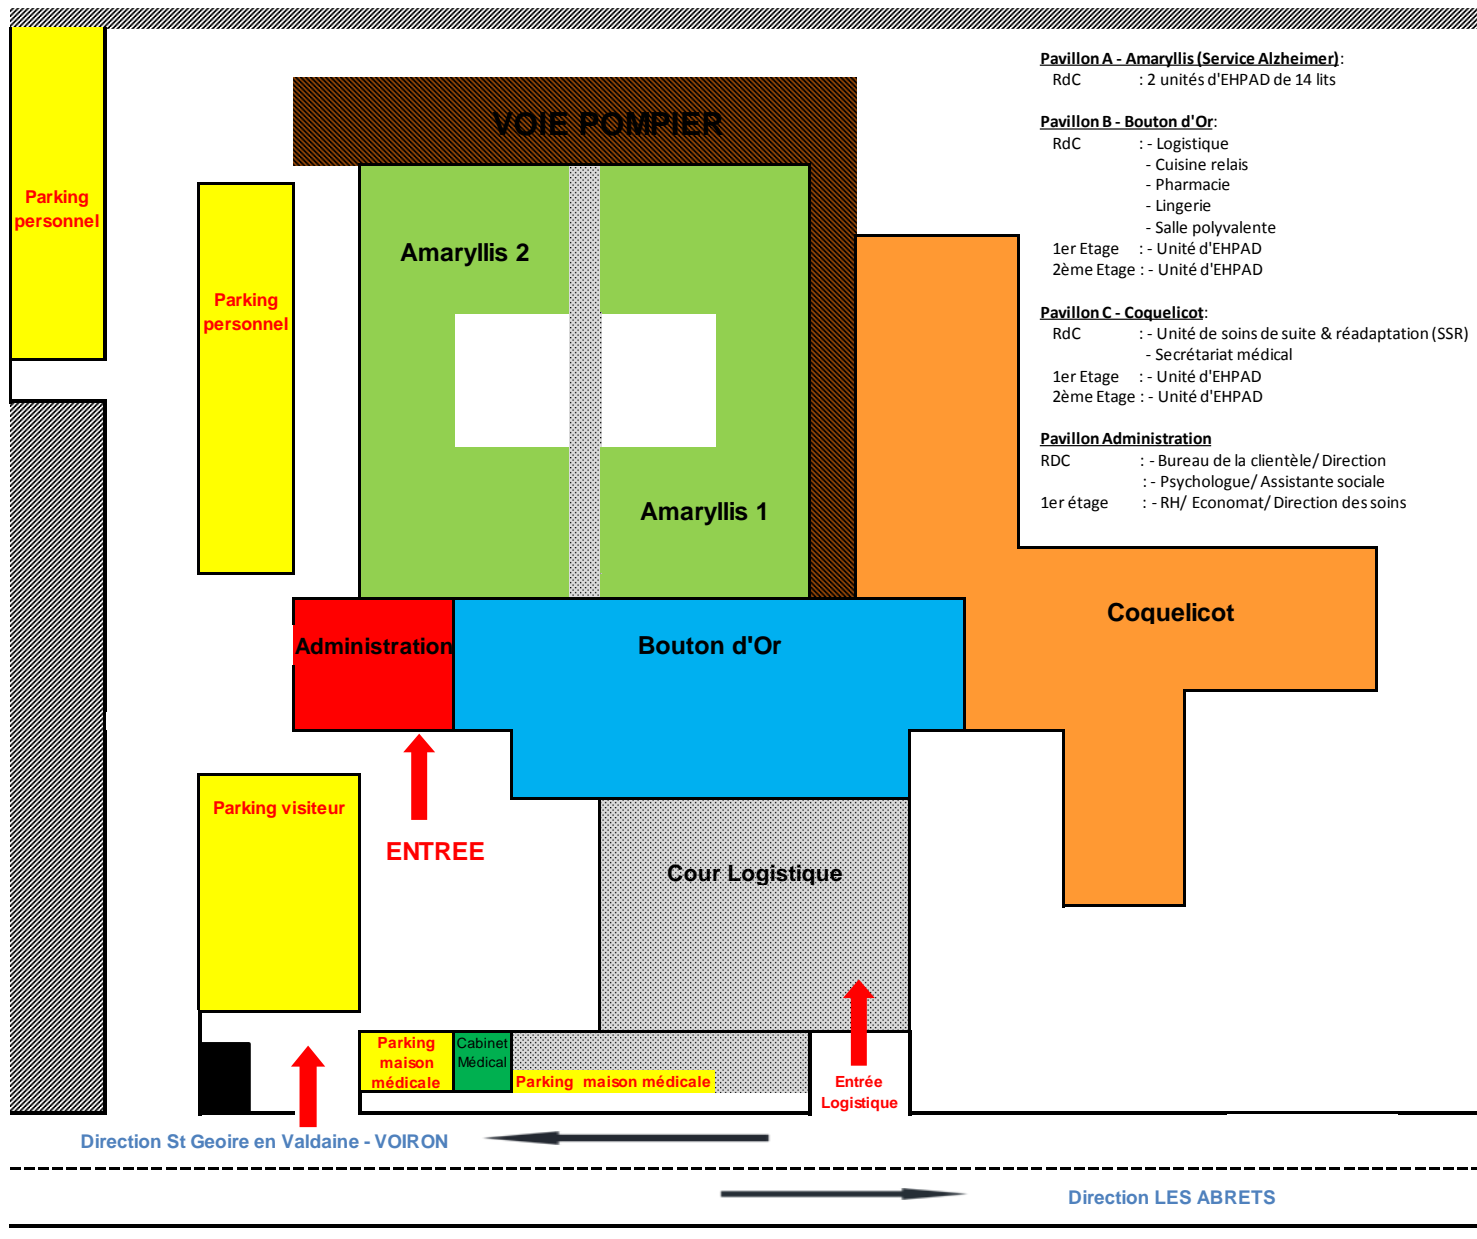 Pavillon A - Amaryllis (Service Alzheimer):
RdC : 2 unités d'EHPAD de 14 lits
Pavillon B - Bouton d'Or:
RdC : - Logistique
- Cuisine relais
- Pharmacie
- Lingerie
- Salle polyvalente
1er Etage : - Unité d'EHPAD
2ème Etage : - Unité d'EHPAD
Pavillon C - Coquelicot:
RdC : - Unité de soins de suite & réadaptation (SSR)
- Secrétariat médical
1er Etage : - Unité d'EHPAD
2ème Etage : - Unité d'EHPAD
Pavillon Administration
RDC : - Bureau de la clientèle/ Direction
: - Psychologue/ Assistante sociale
1er étage : - RH/ Economat/ Direction des soins
VOIE POMPIER
Parking
personnel
Amaryllis 2
Parking
personnel
Amaryllis 1
Coquelicot
Administration
Bouton d'Or
Parking visiteur
ENTREE
Cour Logistique
Parking
maison
médicale
Cabinet
Médical
Parking maison médicale
Entrée
Logistique
Direction St Geoire en Valdaine - VOIRON
Direction LES ABRETS